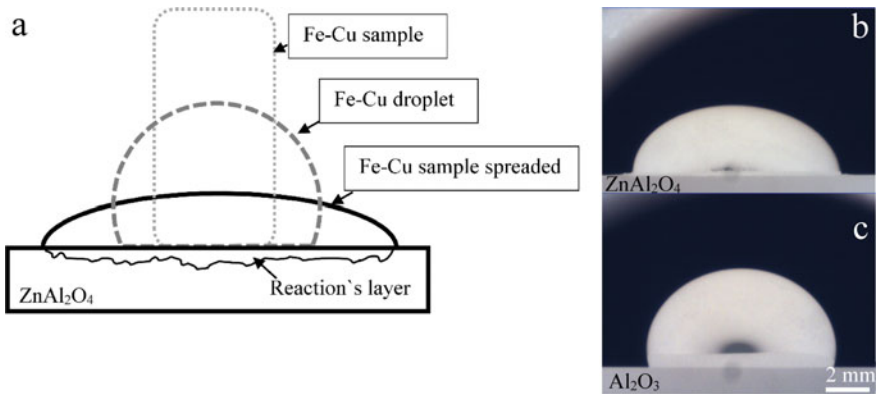 a
Fe-Cu sample
Fe-Cu droplet
Fe-Cu sample spreaded
Reaction`s layer
ZnAl₂O₄
b
ZnAl₂O₄
c
Al₂O₃
2 mm